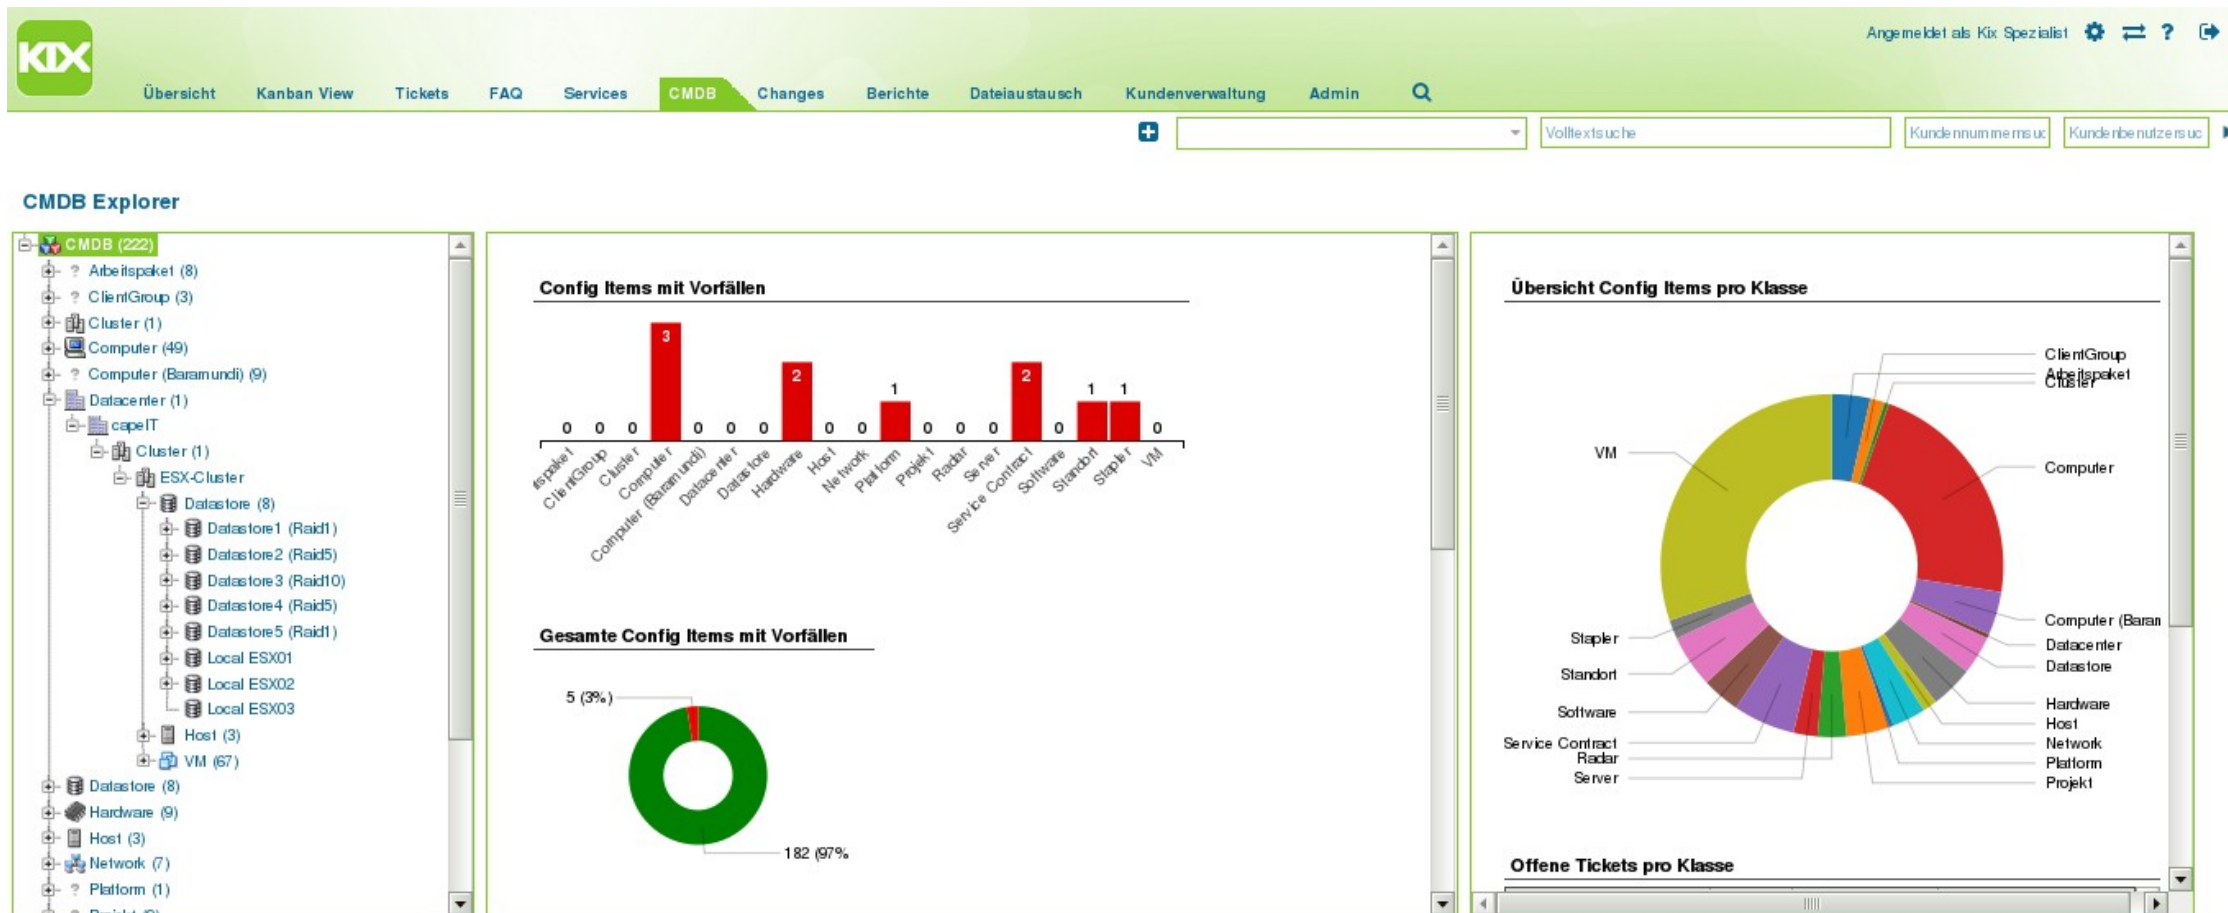 KIX
Angemeldet als Kix Spezialist
Übersicht Kanban View Tickets FAQ Services CMDB Changes Berichte Dateiaustausch Kundenverwaltung Admin
Volltextsuche Kundennummernsuc Kundenbenutzersuc
CMDB Explorer
CMDB (222)
? Arbeitspaket (8)
? ClientGroup (3)
Cluster (1)
Computer (49)
? Computer (Baramundi) (9)
Datacenter (1)
capeIT
Cluster (1)
ESX-Cluster
Datastore (8)
Datastore1 (Raid1)
Datastore2 (Raid5)
Datastore3 (Raid10)
Datastore4 (Raid5)
Datastore5 (Raid1)
Local ESX01
Local ESX02
Local ESX03
Host (3)
VM (67)
Datastore (8)
Hardware (9)
Host (3)
Network (7)
? Platform (1)
Config Items mit Vorfällen
0 0 0 3 0 0 0 2 0 0 1 0 0 0 2 0 1 1 0
ClientGroup
Cluster
Computer
Computer (Baramundi)
Datacenter
Datastore
Hardware
Host
Network
Platform
Projekt
Radar
Server
Service Contract
Software
Standort
Stapler
VM
Gesamte Config Items mit Vorfällen
5 (3%)
182 (97%
Übersicht Config Items pro Klasse
ClientGroup
Arbeitspaket
Cluster
VM
Computer
Computer (Baran
Stapler
Datacenter
Datastore
Standort
Hardware
Software
Host
Service Contract
Network
Radar
Platform
Server
Projekt
Offene Tickets pro Klasse